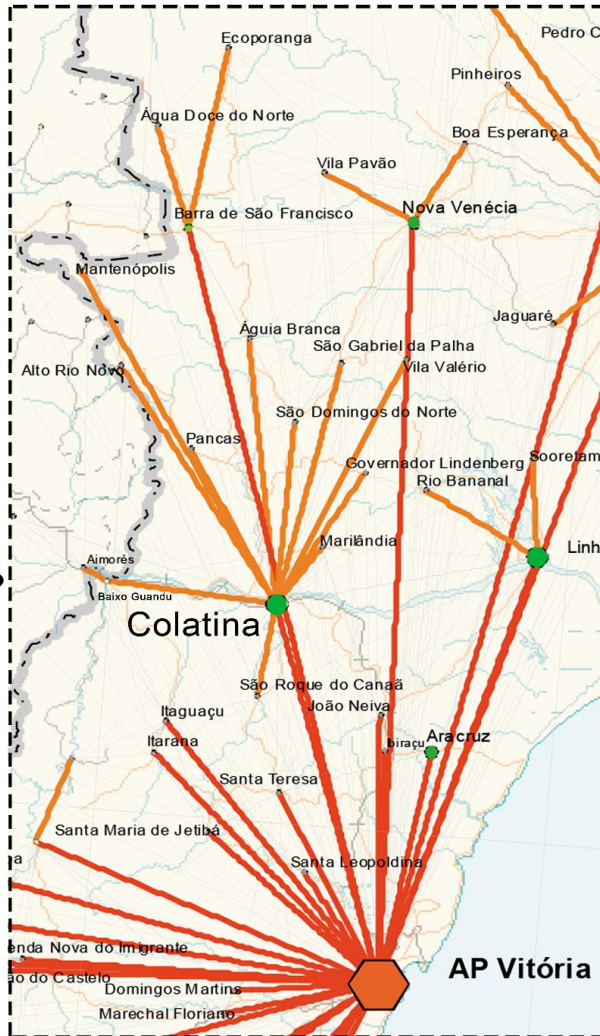 Ecoporanga
Pedro C
Pinheiros
Água Doce do Norte
Boa Esperança
Vila Pavão
Barra de São Francisco
Nova Venécia
Mantenópolis
Jaguaré
Águia Branca
São Gabriel da Palha
Alto Rio Novo
Vila Valério
São Domingos do Norte
Pancas
Governador Lindenberg
Sooretam
Rio Bananal
Marilândia
Linh
Aimorés
Baixo Guandu
Colatina
São Roque do Canaã
João Neiva
Itaguaçu
Itarana
Ibiraçu
Aracruz
Santa Teresa
Santa Maria de Jetibá
Santa Leopoldina
enda Nova do Imigrante
AP Vitória
ão do Castelo
Domingos Martins
Marechal Floriano